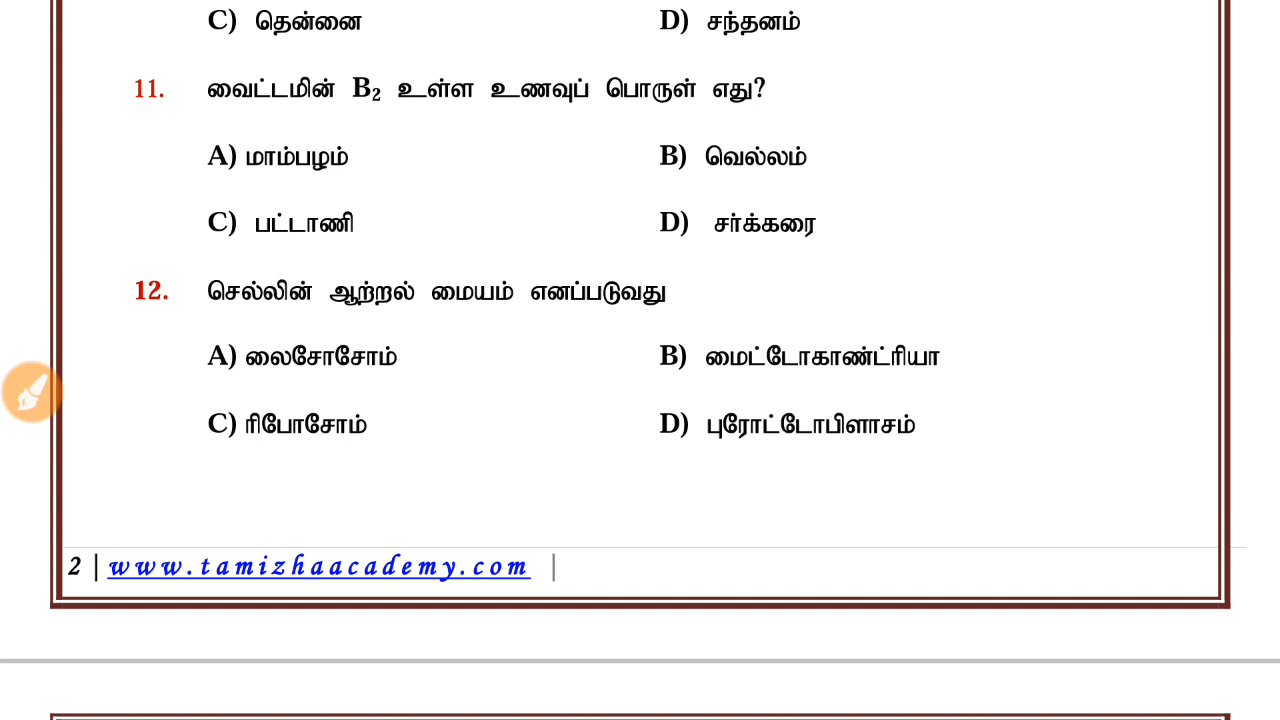 C) தென்னை D) சந்தனம்
11. வைட்டமின் B₂ உள்ள உணவுப் பொருள் எது?
A) மாம்பழம் B) வெல்லம்
C) பட்டாணி D) சர்க்கரை
12. செல்லின் ஆற்றல் மையம் எனப்படுவது
A) லைசோசோம் B) மைட்டோகாண்ட்ரியா
C) ரிபோசோம் D) புரோட்டோபிளாசம்
2 | www.tamizhaacademy.com |